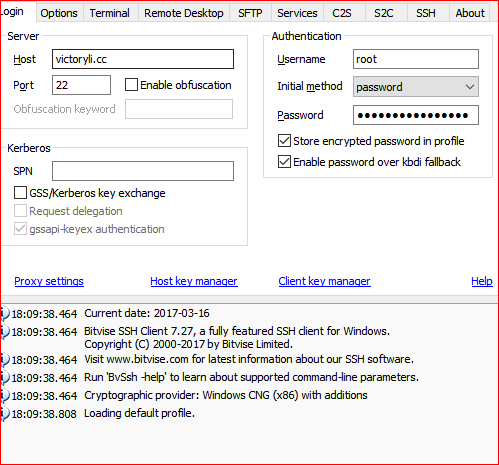 Login Options Terminal Remote Desktop SFTP Services C2S S2C SSH About
Server
Host victoryli.cc
Port 22 Enable obfuscation
Obfuscation keyword
Kerberos
SPN
GSS/Kerberos key exchange
Request delegation
gssapi-keyex authentication
Authentication
Username root
Initial method password
Password ●●●●●●●●●●●●●●●●
Store encrypted password in profile
Enable password over kbdi fallback
Proxy settings Host key manager Client key manager Help
18:09:38.464 Current date: 2017-03-16
18:09:38.464 Bitvise SSH Client 7.27, a fully featured SSH client for Windows.
Copyright (C) 2000-2017 by Bitvise Limited.
18:09:38.464 Visit www.bitvise.com for latest information about our SSH software.
18:09:38.464 Run 'BvSsh -help' to learn about supported command-line parameters.
18:09:38.464 Cryptographic provider: Windows CNG (x86) with additions
18:09:38.808 Loading default profile.